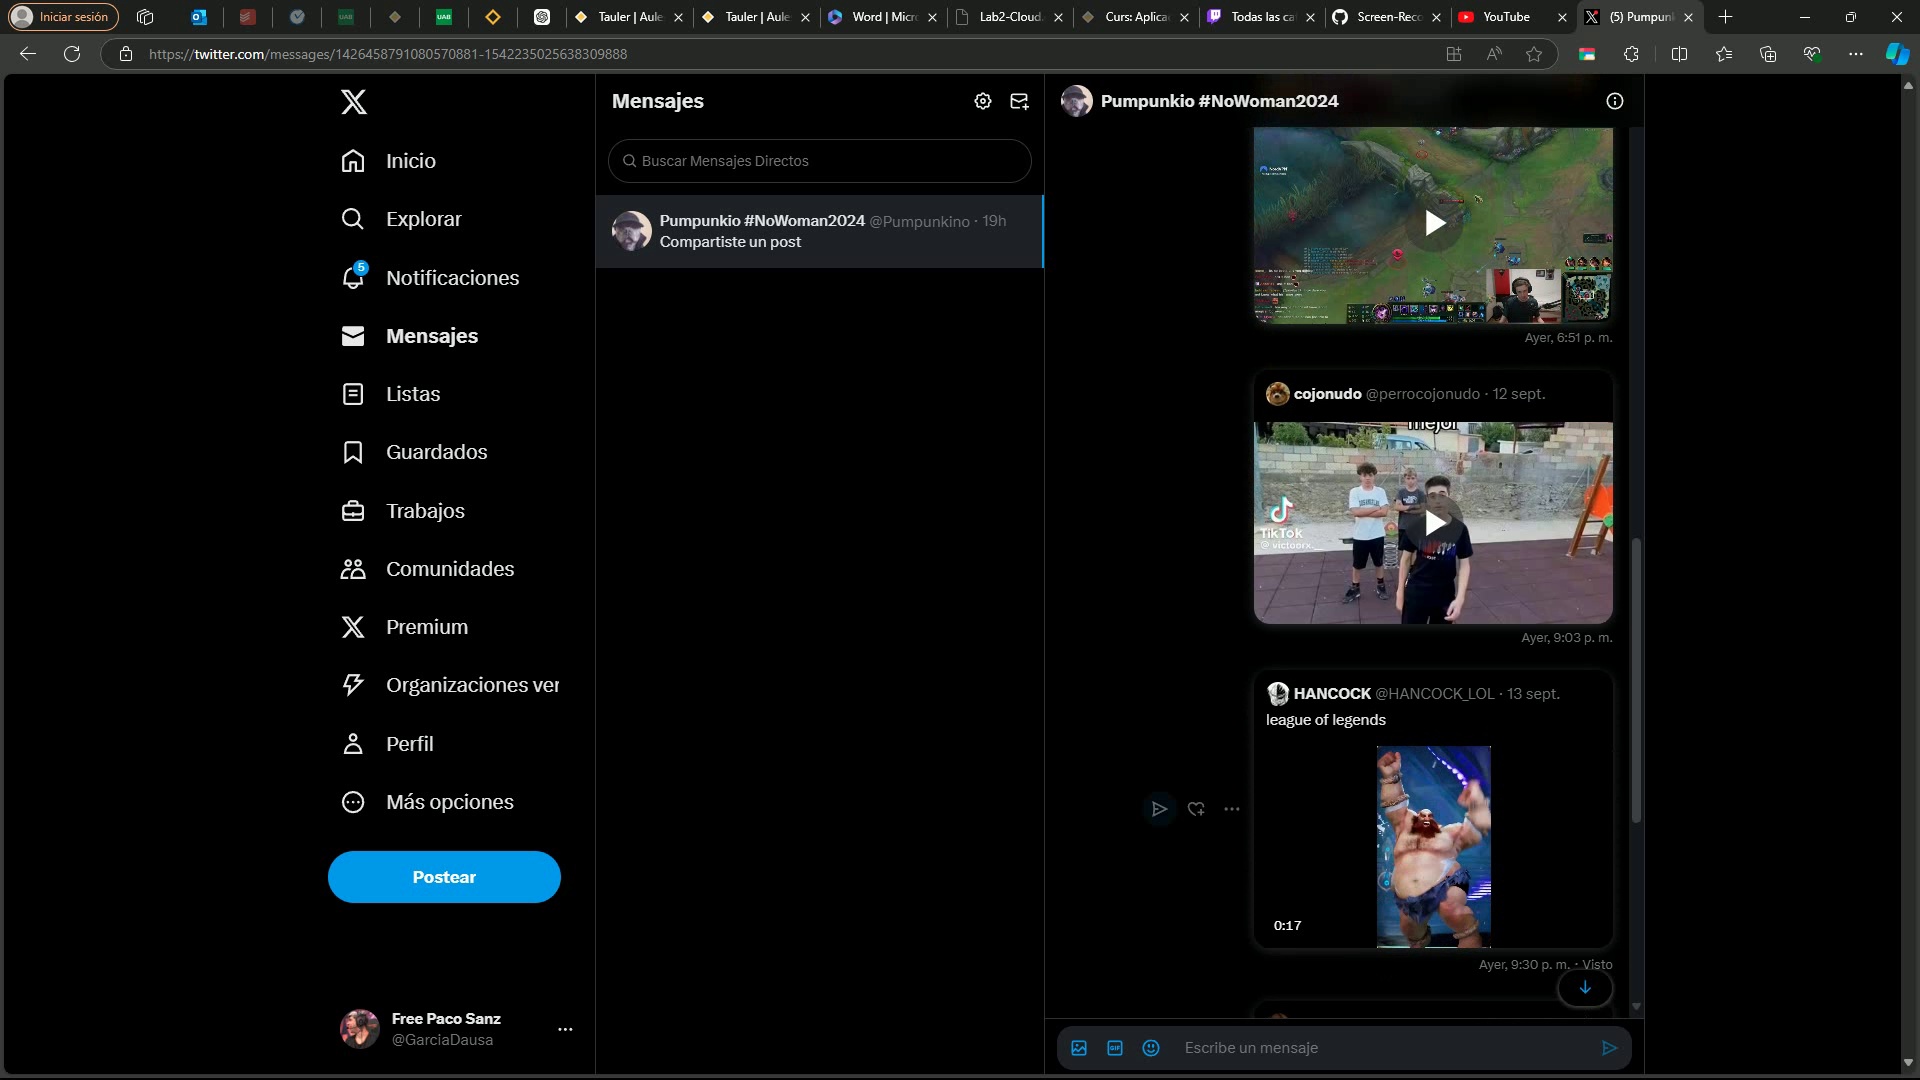 Iniciar sesión
Tauler | Aule
Tauler | Aule
Word | Micr
Lab2-Cloud.
Curs: Aplica
Todas las ca
Screen-Reco
YouTube
(5) Pumpun
https://twitter.com/messages/1426458791080570881-1542235025638309888
Inicio
Explorar
5
Notificaciones
Mensajes
Listas
Guardados
Trabajos
Comunidades
Premium
Organizaciones ver
Perfil
Más opciones
Postear
Free Paco Sanz
@GarciaDausa
Mensajes
Buscar Mensajes Directos
Pumpunkio #NoWoman2024 @Pumpunkino · 19h
Compartiste un post
Pumpunkio #NoWoman2024
Ayer, 6:51 p. m.
cojonudo @perrocojonudo · 12 sept.
mejor
TikTok
@victoorx.__
Ayer, 9:03 p. m.
HANCOCK @HANCOCK_LOL · 13 sept.
league of legends
0:17
Ayer, 9:30 p. m. · Visto
GIF
Escribe un mensaje